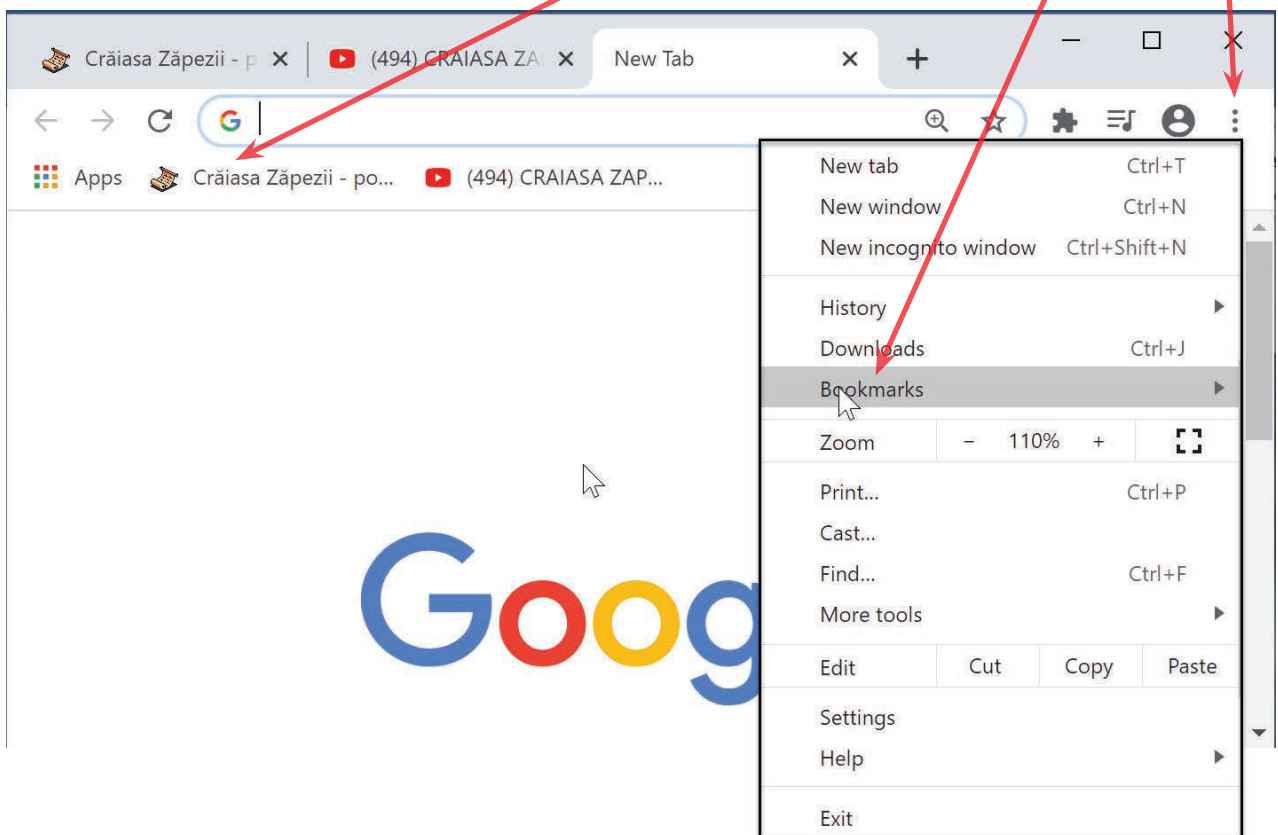 Crăiasa Zăpezii - p
(494) CRAIASA ZA
New Tab
G
Apps
Crăiasa Zăpezii - po...
(494) CRAIASA ZAP...
New tab Ctrl+T
New window Ctrl+N
New incognito window Ctrl+Shift+N
History
Downloads Ctrl+J
Bookmarks
Zoom - 110% +
Print... Ctrl+P
Cast...
Find... Ctrl+F
More tools
Edit Cut Copy Paste
Settings
Help
Exit
Goog